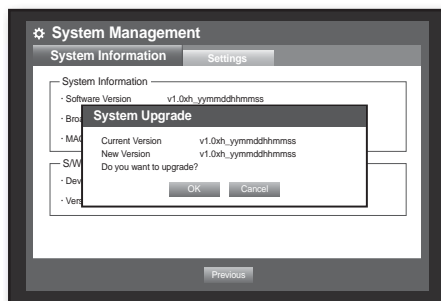 System Management
System Information
Settings
System Information
· Software Version v1.0xh_yymmddhhmmss
· Broa
· MAC
System Upgrade
Current Version v1.0xh_yymmddhhmmss
New Version v1.0xh_yymmddhhmmss
Do you want to upgrade?
OK Cancel
S/W
· Dev
· Vers
Previous